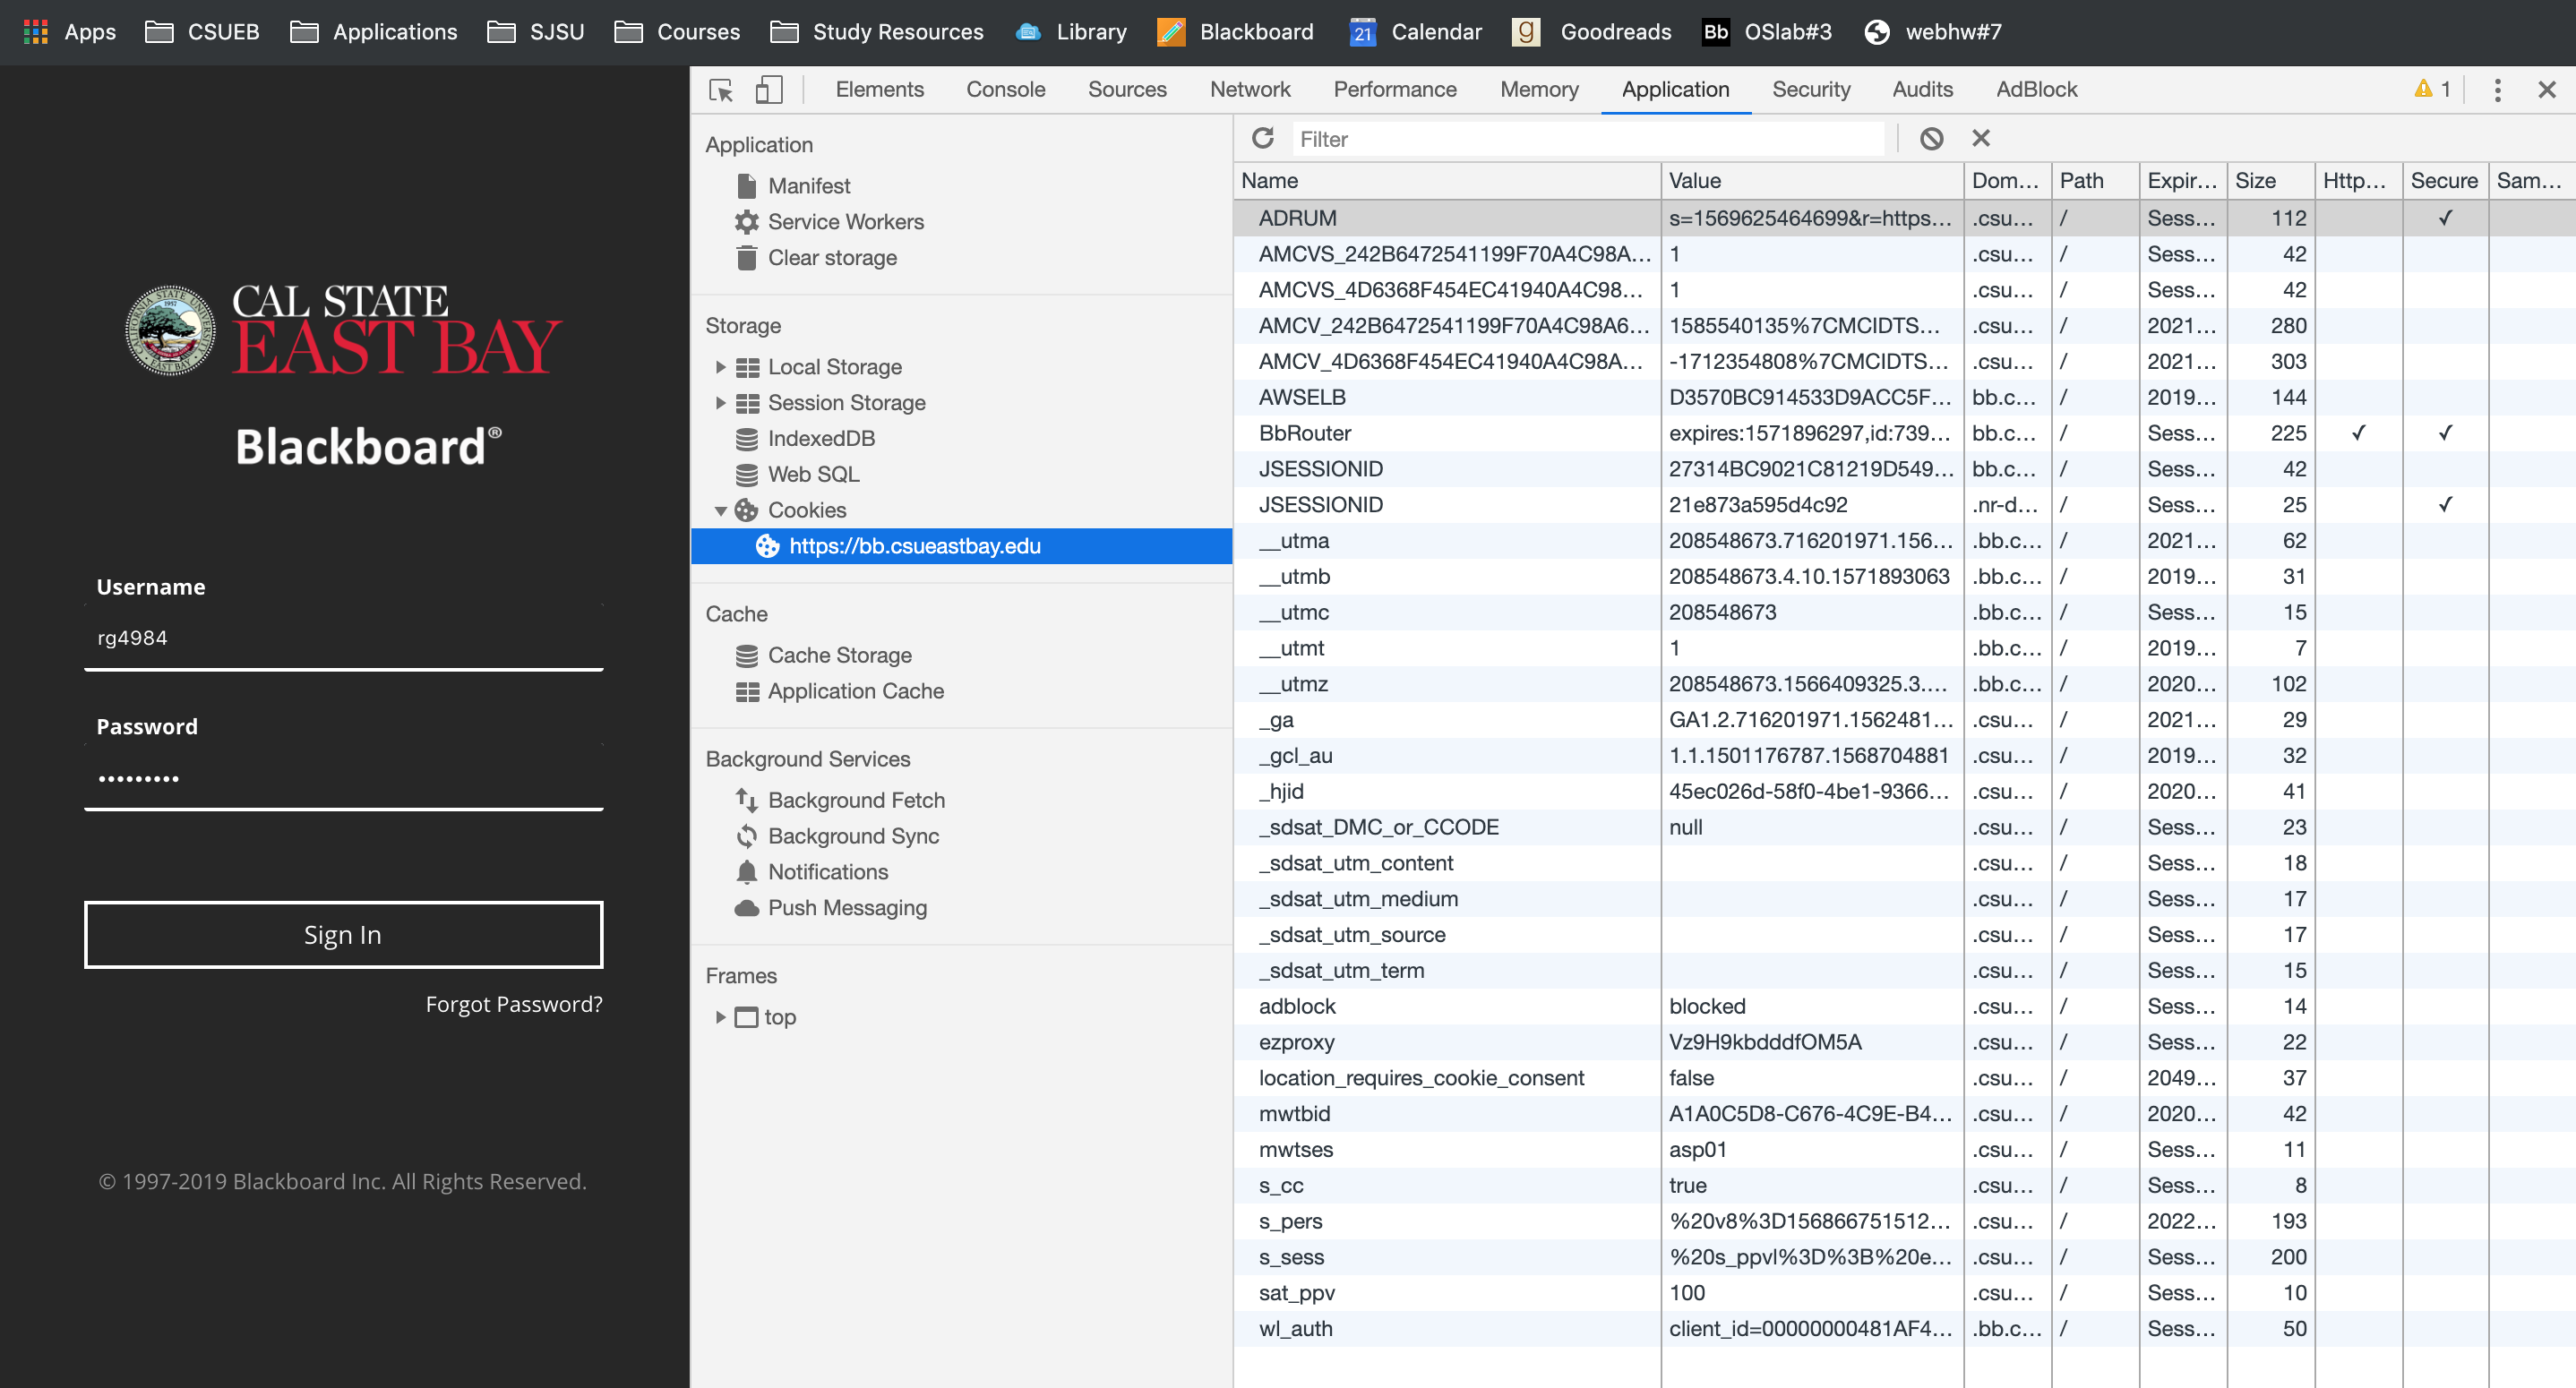 Apps CSUEB Applications SJSU Courses Study Resources Library Blackboard 21 Calendar g Goodreads Bb OSlab#3 webhw#7
CAL STATE
EAST BAY
Blackboard®
Username
rg4984
Password
•••••••••
Sign In
Forgot Password?
© 1997-2019 Blackboard Inc. All Rights Reserved.
Elements Console Sources Network Performance Memory Application Security Audits AdBlock 1
Application
Manifest
Service Workers
Clear storage
Storage
Local Storage
Session Storage
IndexedDB
Web SQL
Cookies
https://bb.csueastbay.edu
Cache
Cache Storage
Application Cache
Background Services
Background Fetch
Background Sync
Notifications
Push Messaging
Frames
top
Filter
Name Value Dom... Path Expir... Size Http... Secure Sam...
ADRUM s=1569625464699&r=https... .csu... / Sess... 112 ✓
AMCVS_242B6472541199F70A4C98A... 1 .csu... / Sess... 42
AMCVS_4D6368F454EC41940A4C98... 1 .csu... / Sess... 42
AMCV_242B6472541199F70A4C98A6... 1585540135%7CMCIDTS... .csu... / 2021... 280
AMCV_4D6368F454EC41940A4C98A... -1712354808%7CMCIDTS... .csu... / 2021... 303
AWSELB D3570BC914533D9ACC5F... bb.c... / 2019... 144
BbRouter expires:1571896297,id:739... bb.c... / Sess... 225 ✓ ✓
JSESSIONID 27314BC9021C81219D549... bb.c... / Sess... 42
JSESSIONID 21e873a595d4c92 .nr-d... / Sess... 25 ✓
__utma 208548673.716201971.156... .bb.c... / 2021... 62
__utmb 208548673.4.10.1571893063 .bb.c... / 2019... 31
__utmc 208548673 .bb.c... / Sess... 15
__utmt 1 .bb.c... / 2019... 7
__utmz 208548673.1566409325.3.... .bb.c... / 2020... 102
_ga GA1.2.716201971.1562481... .csu... / 2021... 29
_gcl_au 1.1.1501176787.1568704881 .csu... / 2019... 32
_hjid 45ec026d-58f0-4be1-9366... .csu... / 2020... 41
_sdsat_DMC_or_CCODE null .csu... / Sess... 23
_sdsat_utm_content .csu... / Sess... 18
_sdsat_utm_medium .csu... / Sess... 17
_sdsat_utm_source .csu... / Sess... 17
_sdsat_utm_term .csu... / Sess... 15
adblock blocked .csu... / Sess... 14
ezproxy Vz9H9kbdddfOM5A .csu... / Sess... 22
location_requires_cookie_consent false .csu... / 2049... 37
mwtbid A1A0C5D8-C676-4C9E-B4... .csu... / 2020... 42
mwtses asp01 .csu... / Sess... 11
s_cc true .csu... / Sess... 8
s_pers %20v8%3D156866751512... .csu... / 2022... 193
s_sess %20s_ppvl%3D%3B%20e... .csu... / Sess... 200
sat_ppv 100 .csu... / Sess... 10
wl_auth client_id=00000000481AF4... .bb.c... / Sess... 50